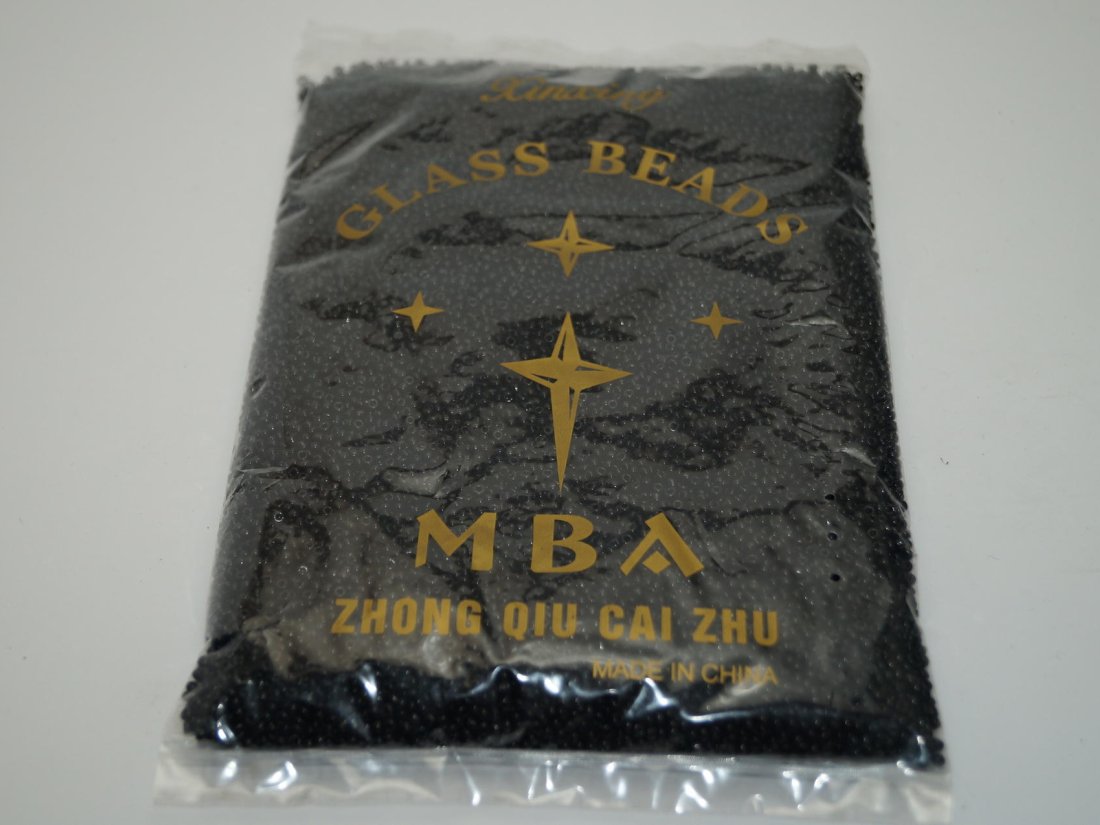 Xinxing
GLASS BEADS
MBA
ZHONG QIU CAI ZHU
MADE IN CHINA